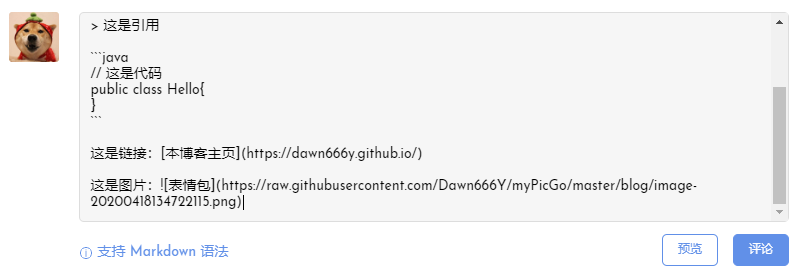 > 这是引用
```java
// 这是代码
public class Hello{
}
```
这是链接：[本博客主页](https://dawn666y.github.io/)
这是图片：![表情包](https://raw.githubusercontent.com/Dawn666Y/myPicGo/master/blog/image-
20200418134722115.png)
支持 Markdown 语法
预览
评论